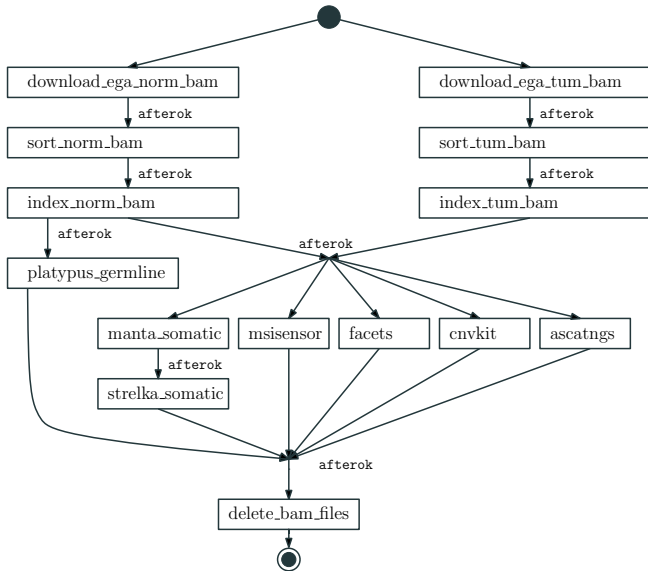 download_ega_norm_bam
download_ega_tum_bam
afterok
afterok
sort_norm_bam
sort_tum_bam
afterok
afterok
index_norm_bam
index_tum_bam
afterok
afterok
platypus_germline
manta_somatic
msisensor
facets
cnvkit
ascatngs
afterok
strelka_somatic
afterok
delete_bam_files